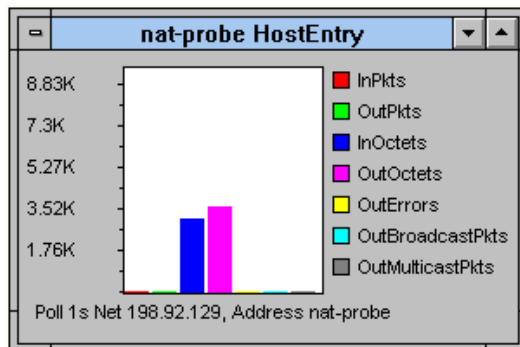 nat-probe HostEntry
8.83K
7.3K
5.27K
3.52K
1.76K
InPkts
OutPkts
InOctets
OutOctets
OutErrors
OutBroadcastPkts
OutMulticastPkts
Poll 1s Net 198.92.129, Address nat-probe